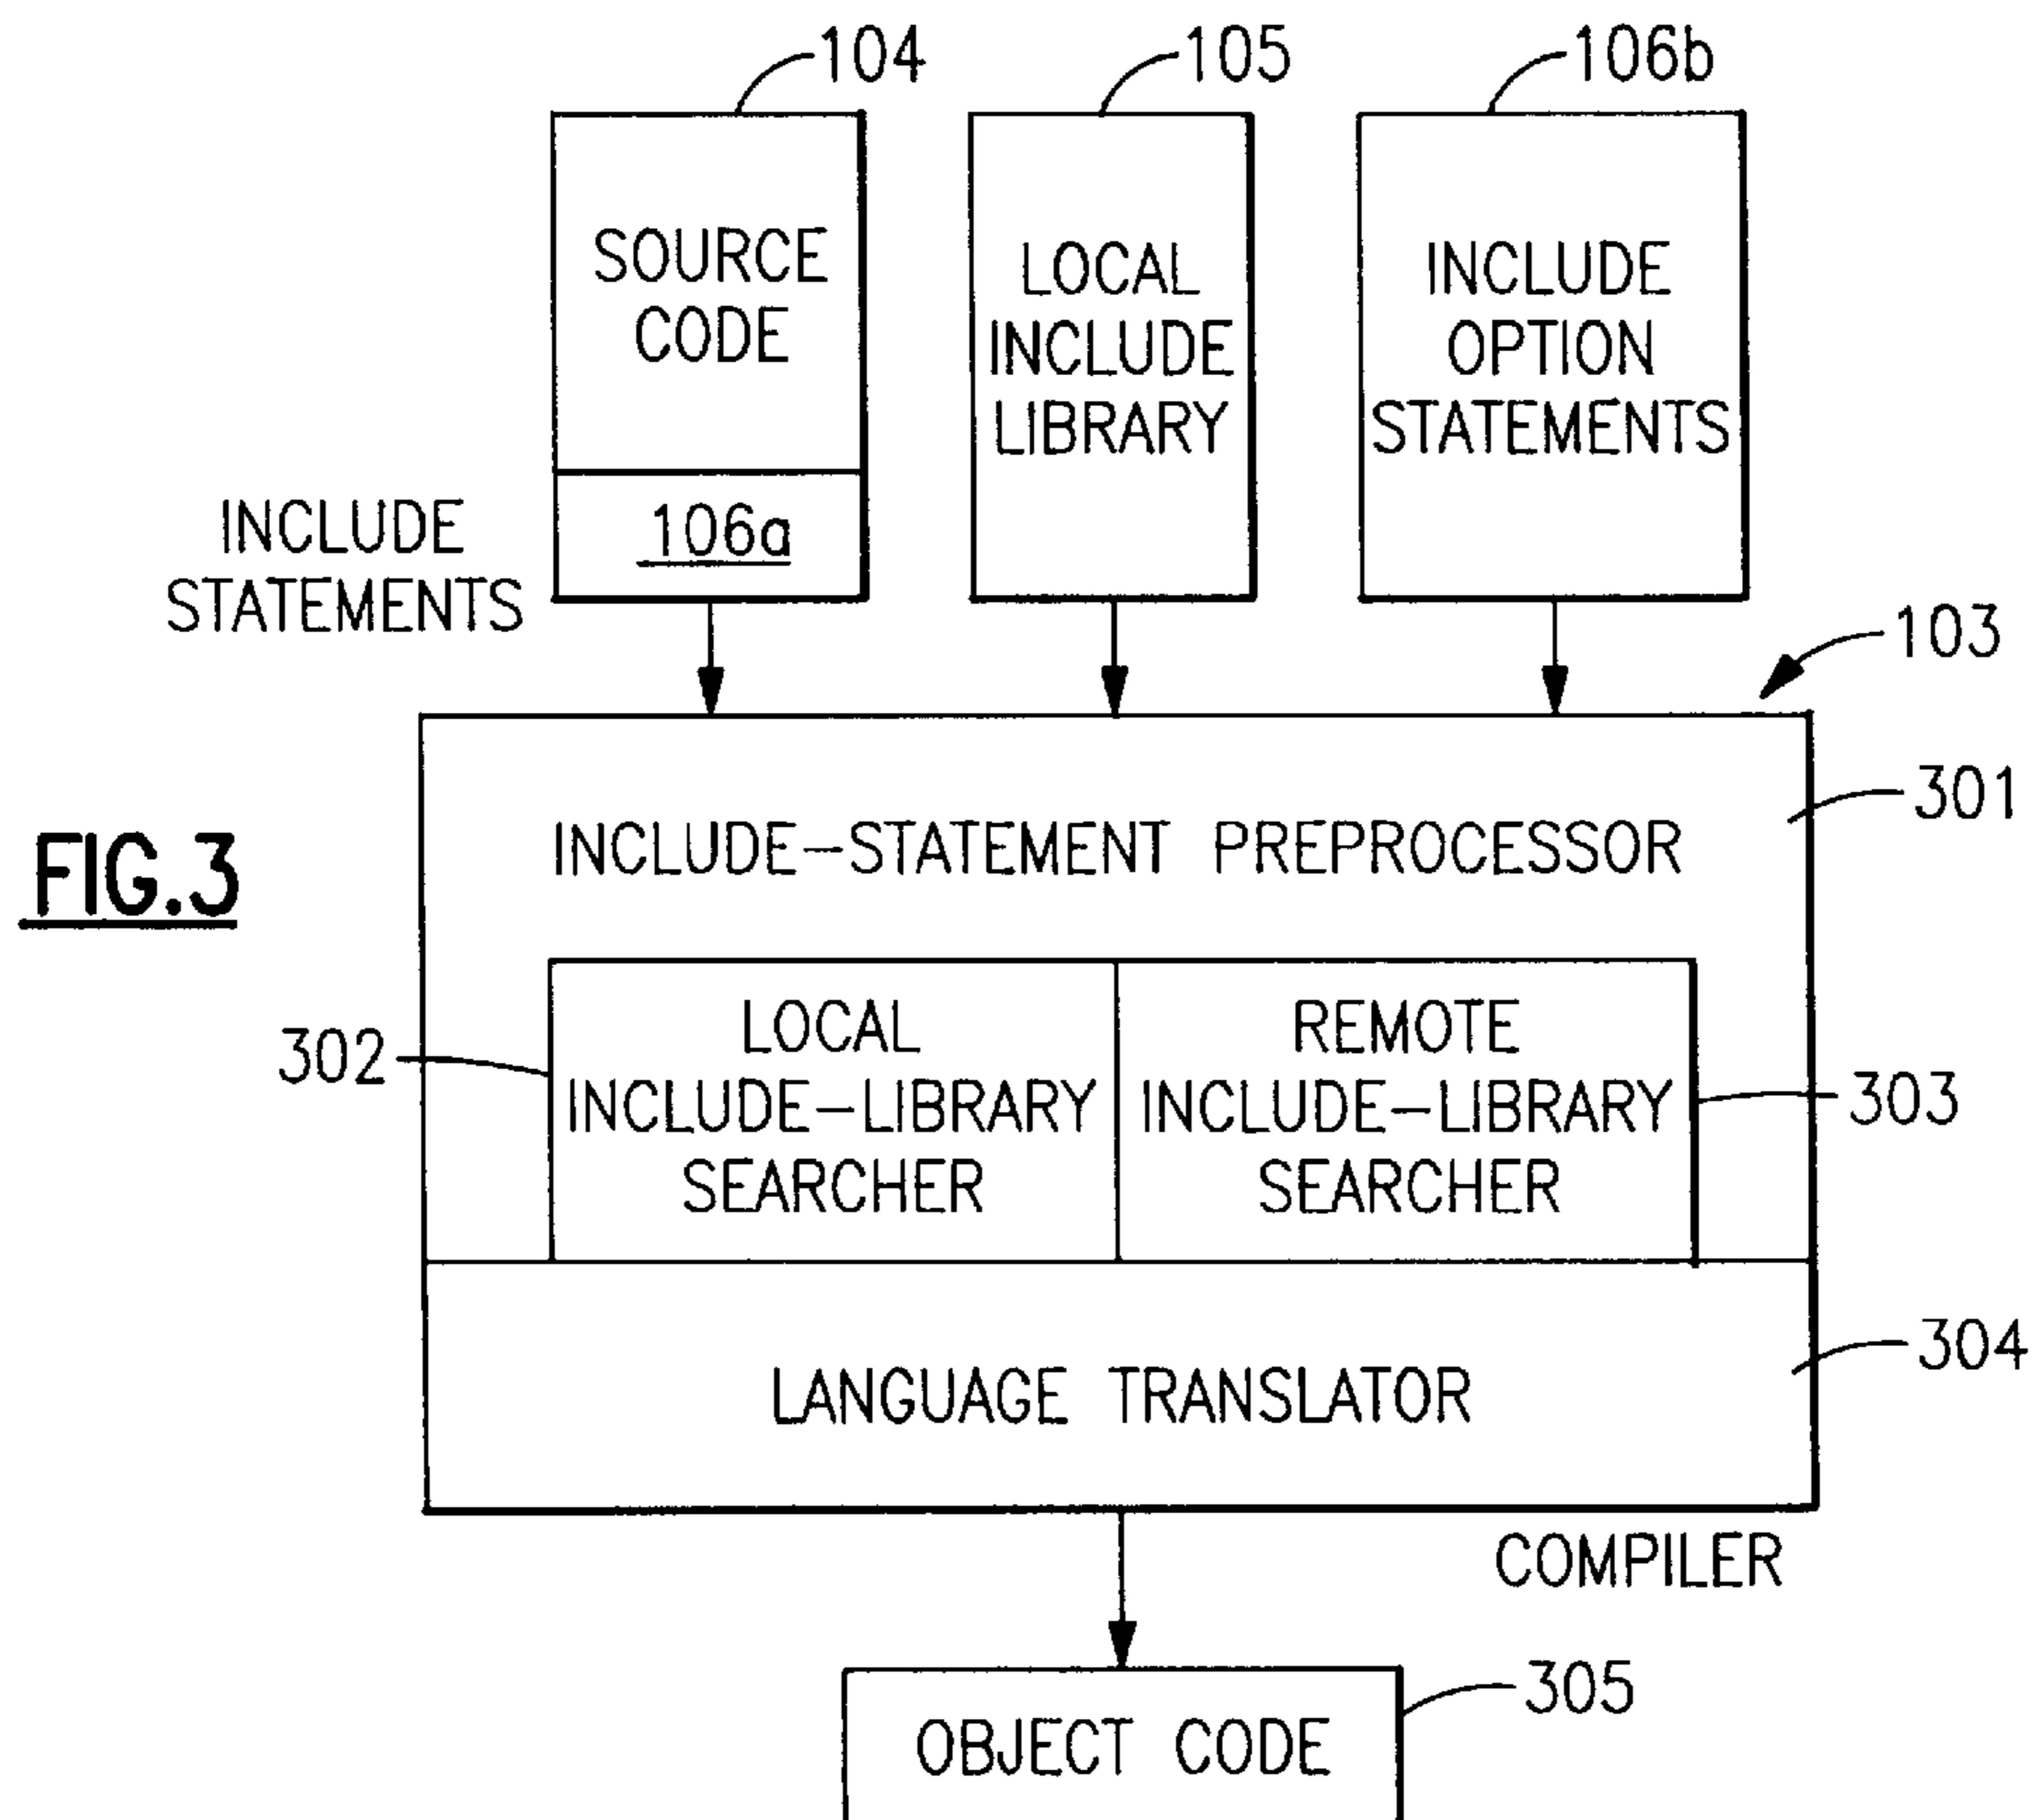 104
105
106b
SOURCE
CODE
LOCAL
INCLUDE
LIBRARY
INCLUDE
OPTION
STATEMENTS
INCLUDE
STATEMENTS
106a
103
301
INCLUDE-STATEMENT PREPROCESSOR
FIG.3
302
LOCAL
INCLUDE-LIBRARY
SEARCHER
REMOTE
INCLUDE-LIBRARY
SEARCHER
303
304
LANGUAGE TRANSLATOR
COMPILER
305
OBJECT CODE